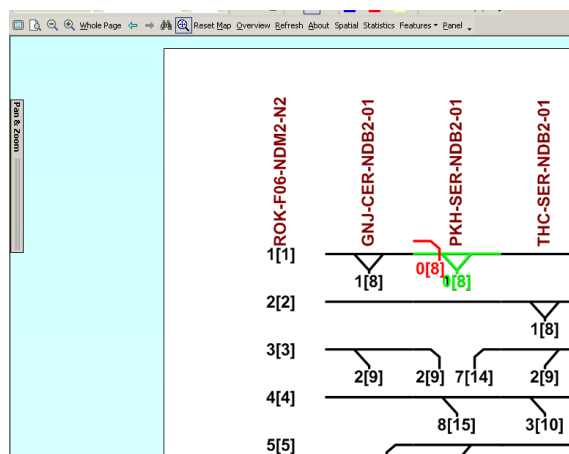 Whole Page Reset Map Overview Refresh About Spatial Statistics Features Panel
Pan & Zoom
ROK-F06-NDM2-N2
GNJ-CER-NDB2-01
PKH-SER-NDB2-01
THC-SER-NDB2-01
1[1]
1[8]
0[8]
0[8]
2[2]
1[8]
3[3]
2[9] 2[9] 7[14] 2[9]
4[4]
8[15] 3[10]
5[5]